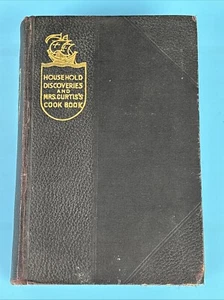 HOUSEHOLD
DISCOVERIES
AND
MRS. CURTIS'S
COOK BOOK